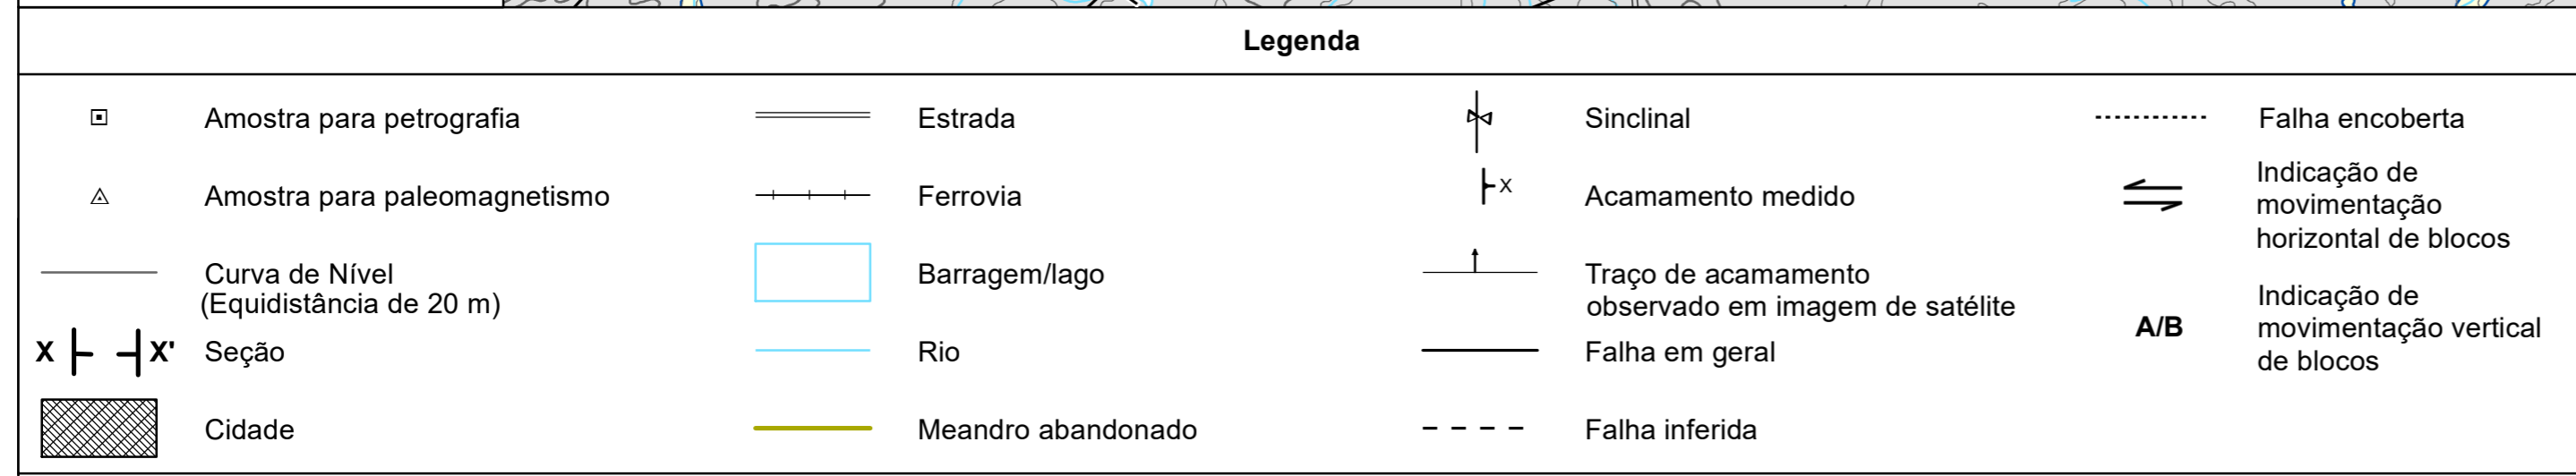 Legenda
Amostra para petrografia
Amostra para paleomagnetismo
Curva de Nível
(Equidistância de 20 m)
X X' Seção
Cidade
Estrada
Ferrovia
Barragem/lago
Rio
Meandro abandonado
Sinclinal
X Acamamento medido
Traço de acamamento
observado em imagem de satélite
Falha em geral
Falha inferida
Falha encoberta
Indicação de
movimentação
horizontal de blocos
A/B
Indicação de
movimentação vertical
de blocos